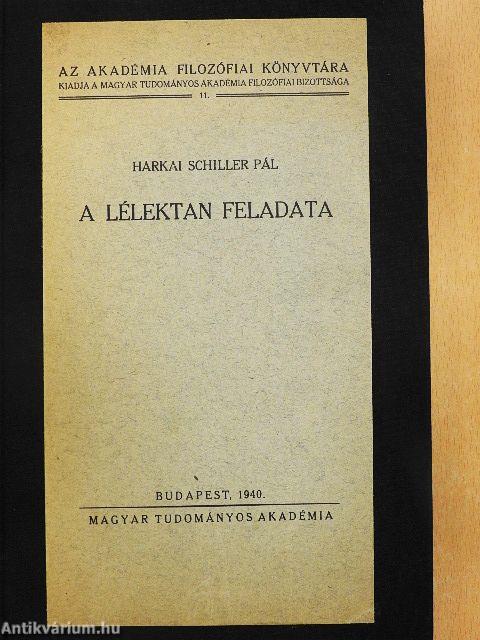 AZ AKADÉMIA FILOZÓFIAI KÖNYVTÁRA
KIADJA A MAGYAR TUDOMÁNYOS AKADÉMIA FILOZÓFIAI BIZOTTSÁGA
11.
HARKAI SCHILLER PÁL
A LÉLEKTAN FELADATA
BUDAPEST, 1940.
MAGYAR TUDOMÁNYOS AKADÉMIA
Antikvárium.hu